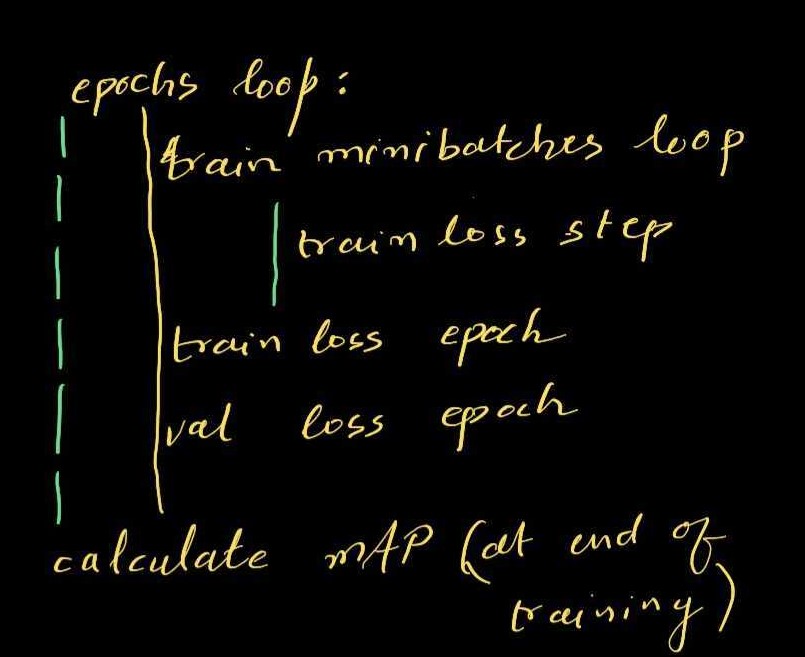 epochs loop:
train minibatches loop
train loss step
train loss epoch
val loss epoch
calculate mAP (at end of
training)